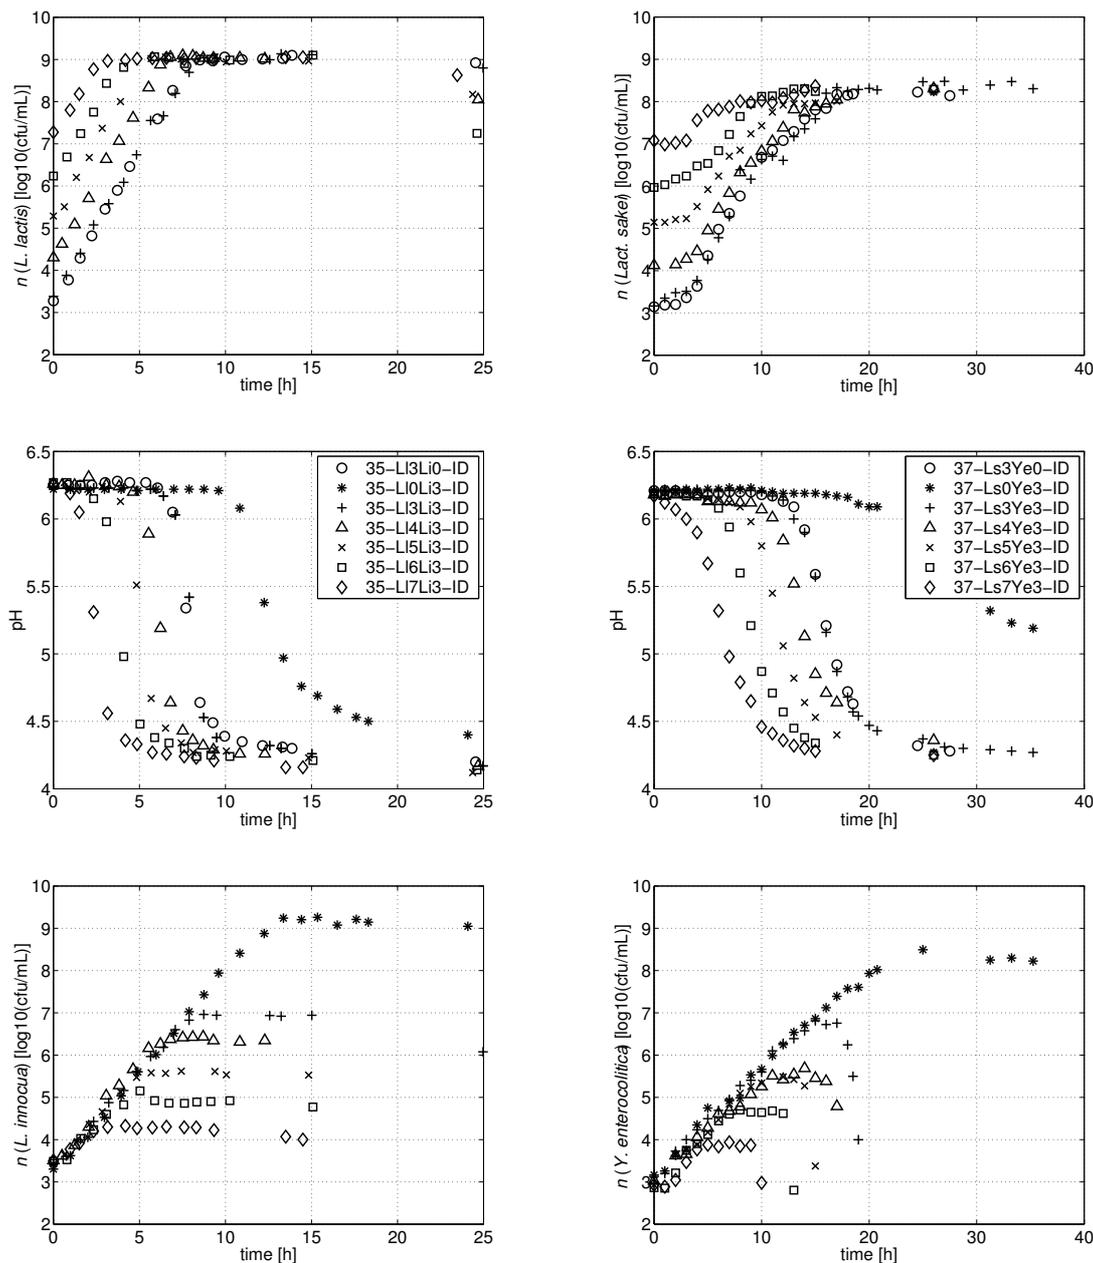 10
9
8
7
6
5
4
3
2
n (L. lactis) [log10(cfu/mL)]
0 5 10 15 20 25
time [h]
10
9
8
7
6
5
4
3
2
n (Lact. sakei) [log10(cfu/mL)]
0 10 20 30 40
time [h]
6.5
6
5.5
5
4.5
4
pH
35-Ll3Li0-ID
35-Ll0Li3-ID
35-Ll3Li3-ID
35-Ll4Li3-ID
35-Ll5Li3-ID
35-Ll6Li3-ID
35-Ll7Li3-ID
0 5 10 15 20 25
time [h]
6.5
6
5.5
5
4.5
4
pH
37-Ls3Ye0-ID
37-Ls0Ye3-ID
37-Ls3Ye3-ID
37-Ls4Ye3-ID
37-Ls5Ye3-ID
37-Ls6Ye3-ID
37-Ls7Ye3-ID
0 10 20 30 40
time [h]
10
9
8
7
6
5
4
3
2
n (L. innocua) [log10(cfu/mL)]
0 5 10 15 20 25
time [h]
10
9
8
7
6
5
4
3
2
n (Y. enterocolitica) [log10(cfu/mL)]
0 10 20 30 40
time [h]